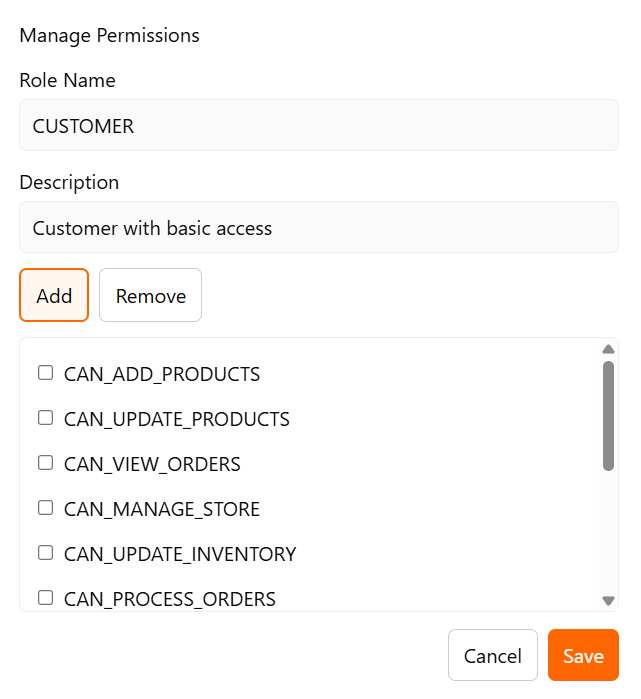 Manage Permissions
Role Name
CUSTOMER
Description
Customer with basic access
Add Remove
CAN_ADD_PRODUCTS
CAN_UPDATE_PRODUCTS
CAN_VIEW_ORDERS
CAN_MANAGE_STORE
CAN_UPDATE_INVENTORY
CAN_PROCESS_ORDERS
Cancel Save